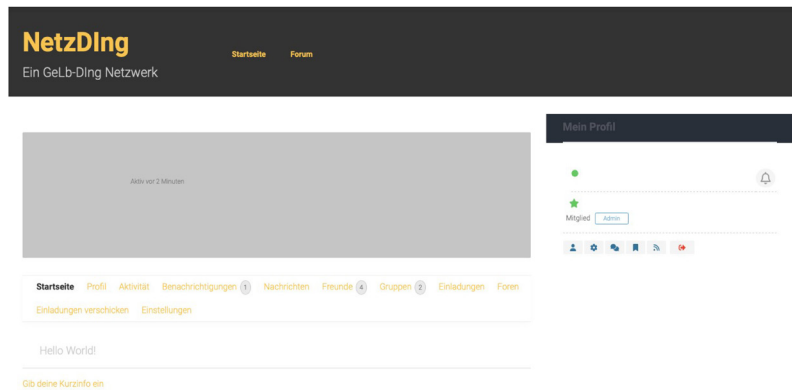 NetzDIng
Ein GeLb-DIng Netzwerk
Startseite Forum
Aktiv vor 2 Minuten
Startseite Profil Aktivität Benachrichtigungen 1 Nachrichten Freunde 4 Gruppen 2 Einladungen Foren
Einladungen verschicken Einstellungen
Hello World!
Gib deine Kurzinfo ein
Mein Profil
Mitglied Admin